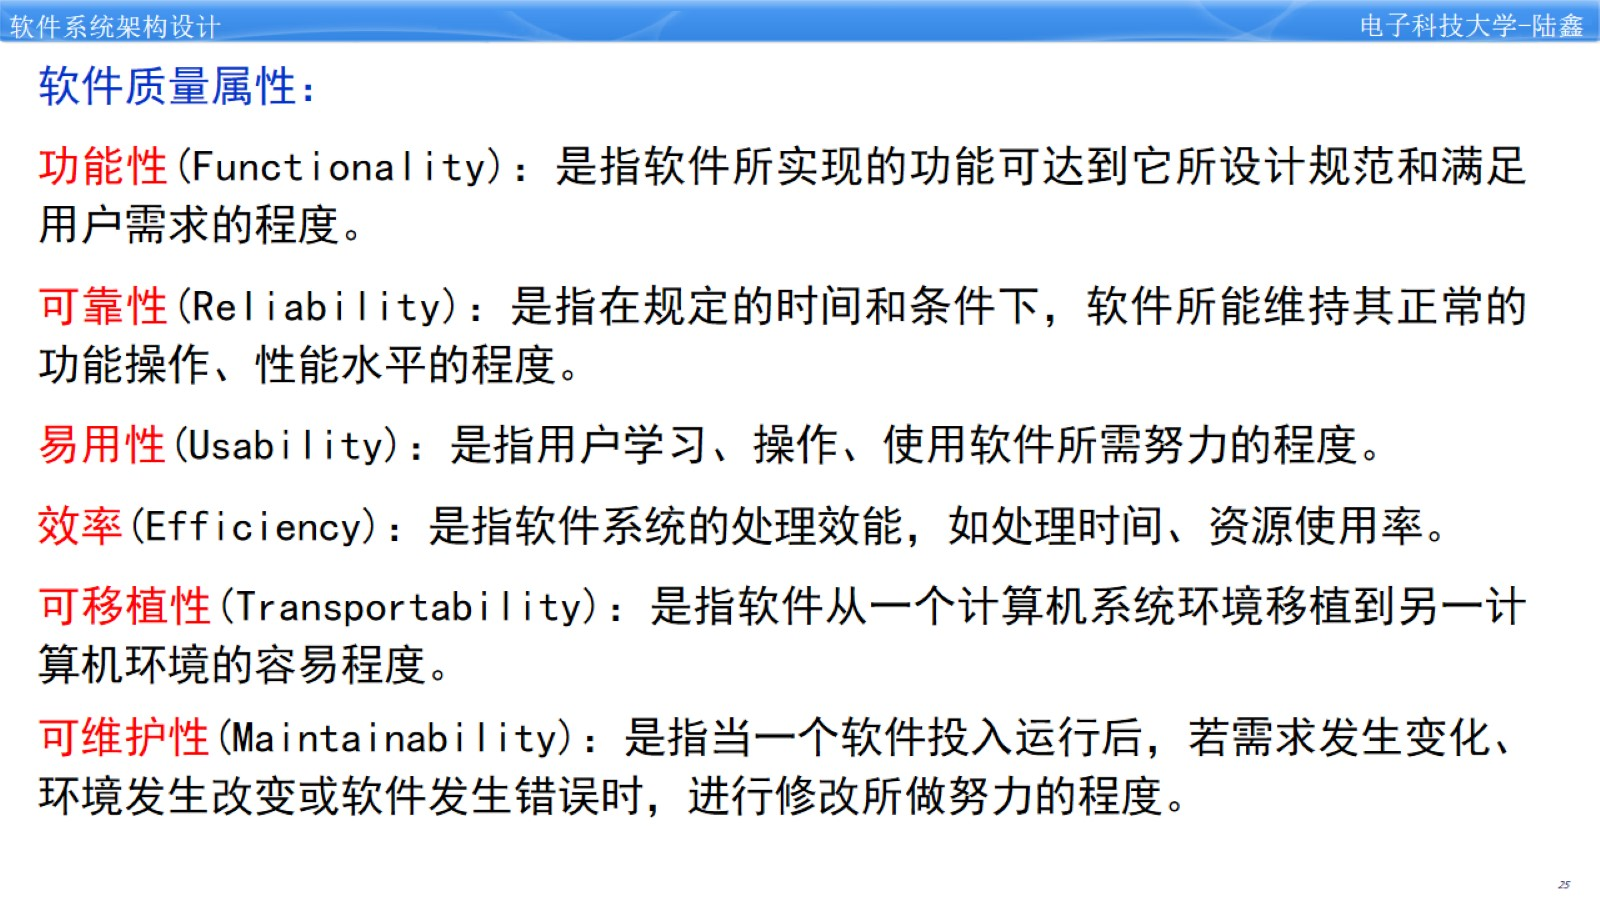 软件系统架构设计
电子科技大学-陆鑫
软件质量属性：
功能性(Functionality)：是指软件所实现的功能可达到它所设计规范和满足
用户需求的程度。
可靠性(Reliability)：是指在规定的时间和条件下，软件所能维持其正常的
功能操作、性能水平的程度。
易用性(Usability)：是指用户学习、操作、使用软件所需努力的程度。
效率(Efficiency)：是指软件系统的处理效能，如处理时间、资源使用率。
可移植性(Transportability)：是指软件从一个计算机系统环境移植到另一计
算机环境的容易程度。
可维护性(Maintainability)：是指当一个软件投入运行后，若需求发生变化、
环境发生改变或软件发生错误时，进行修改所做努力的程度。
25